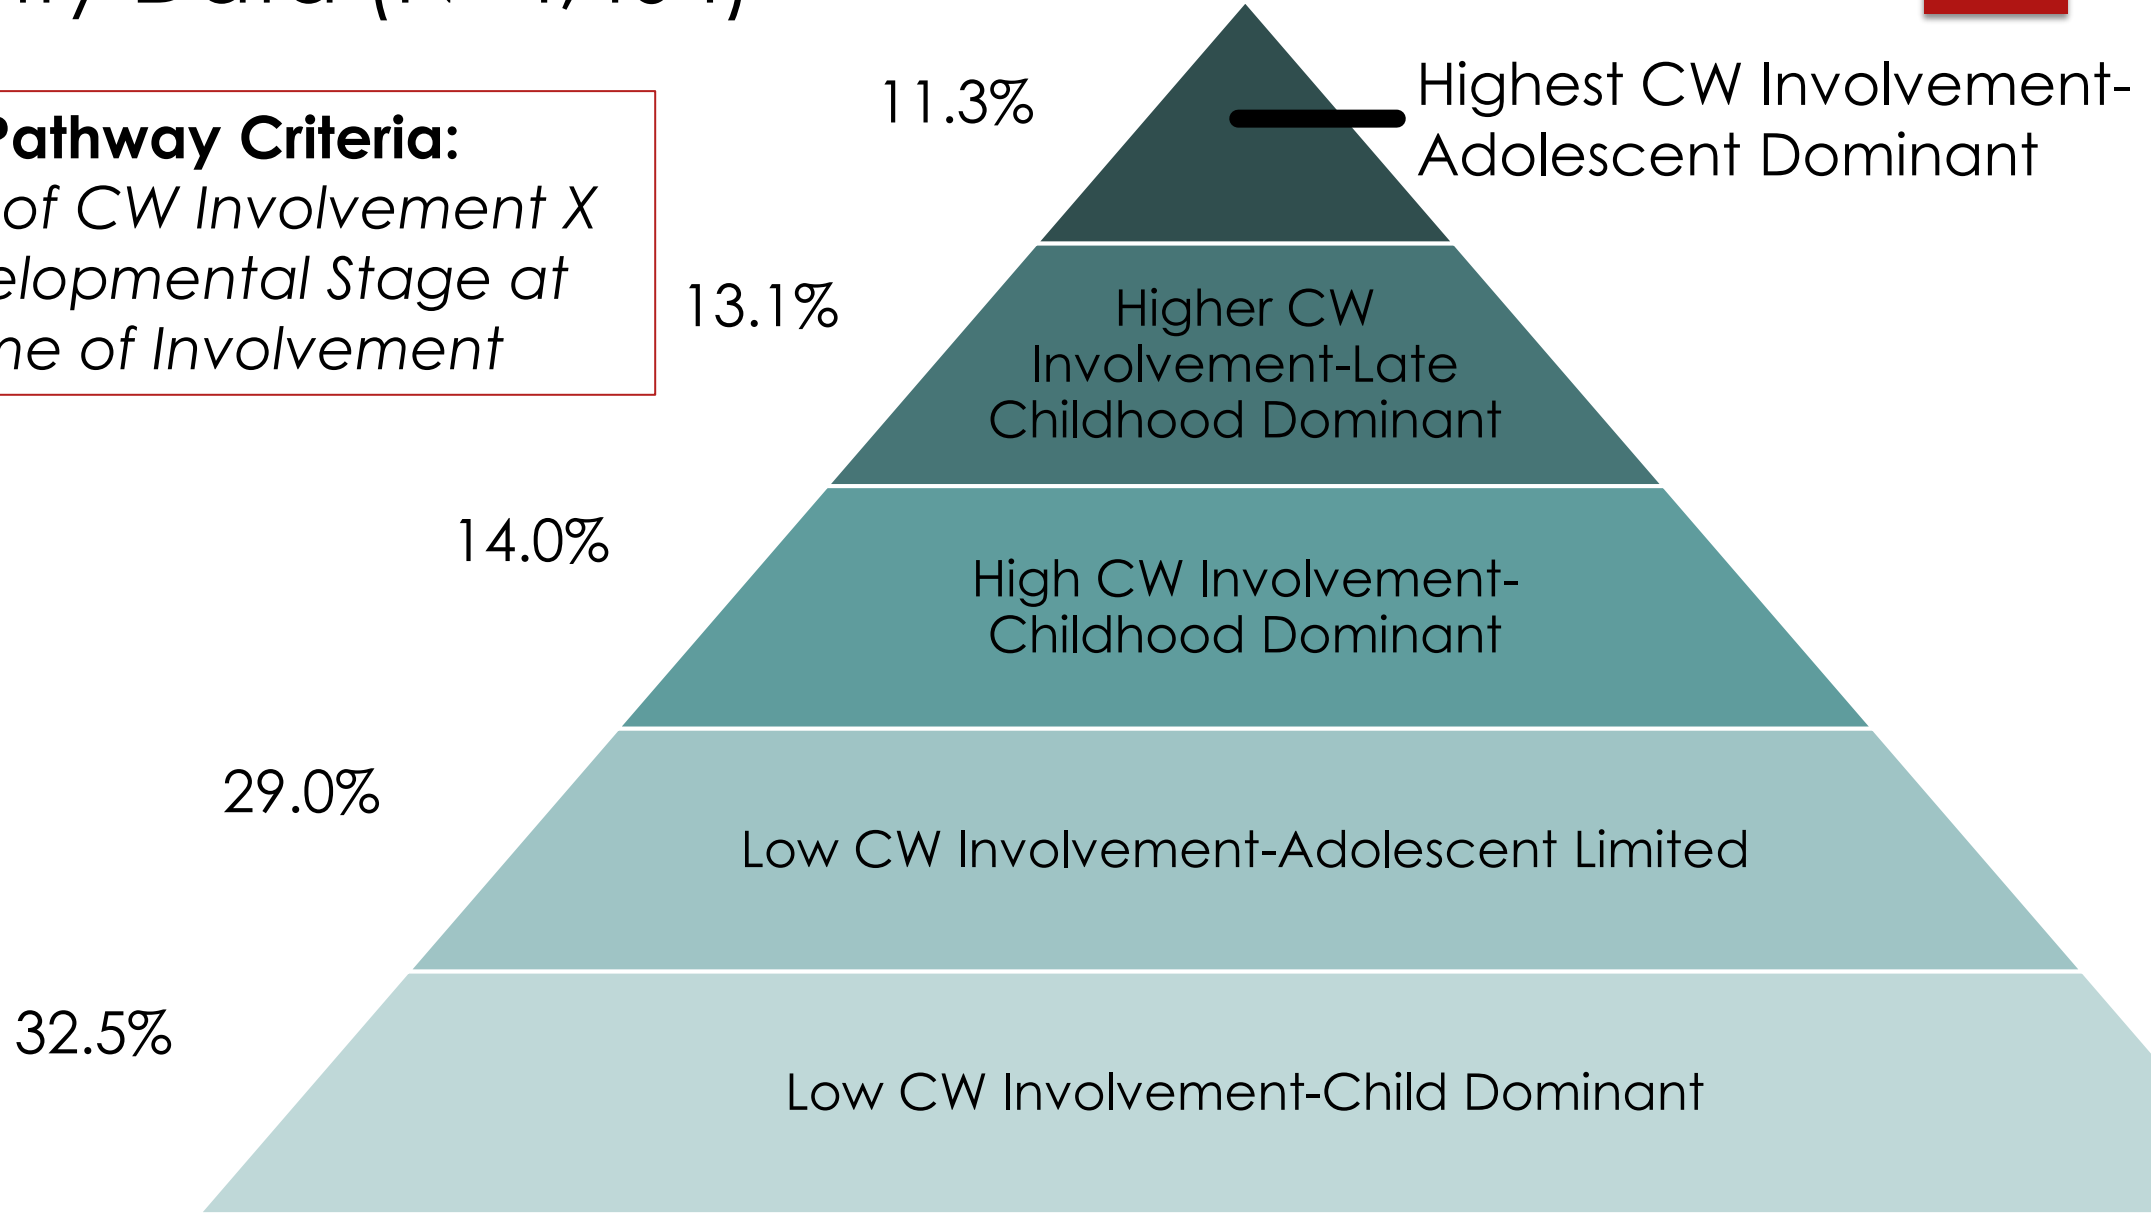 Data
11.3%
Highest CW Involvement-
Adolescent Dominant
Pathway Criteria:
of CW Involvement X
Stage at
of Involvement
13.1%
Higher CW
Involvement-Late
Childhood Dominant
14.0%
High CW Involvement-
Childhood Dominant
29.0%
Low CW Involvement-Adolescent Limited
32.5%
Low CW Involvement-Child Dominant